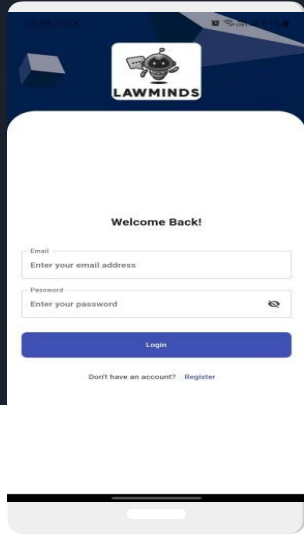 LAWMINDS
Welcome Back!
Email
Enter your email address
Password
Enter your password
Login
Don't have an account? Register